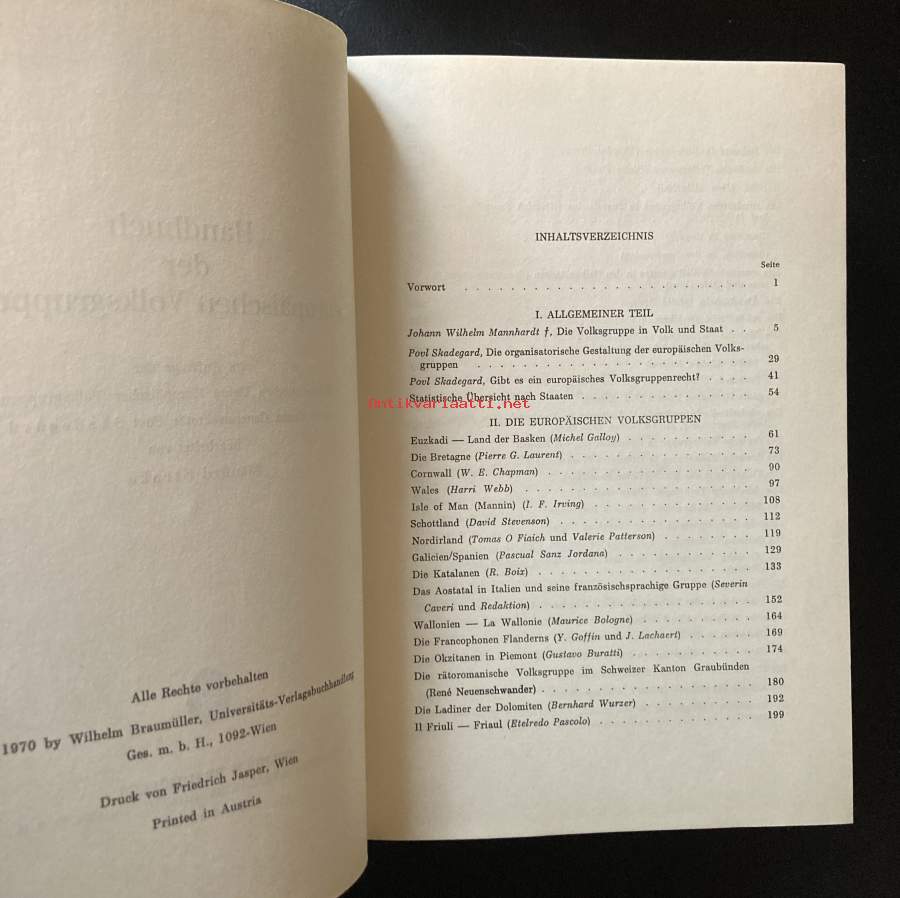 Handbuch
der
Europäischen Volksgruppen
Alle Rechte vorbehalten
1970 by Wilhelm Braumüller, Universitäts-Verlagsbuchhandlung
Ges. m. b. H., 1092-Wien
Druck von Friedrich Jasper, Wien
Printed in Austria
INHALTSVERZEICHNIS
Seite
Vorwort . . . . . . . . . . . . . . . . . . . . 1
I. ALLGEMEINER TEIL
Johann Wilhelm Mannhardt †, Die Volksgruppe in Volk und Staat . . 5
Povl Skadegard, Die organisatorische Gestaltung der europäischen Volks-
gruppen . . . . . . . . . . . . . . . . . . . 29
Povl Skadegard, Gibt es ein europäisches Volksgruppenrecht? . . . . 41
Statistische Übersicht nach Staaten . . . . . . . . . . . . 54
antikvariaatti.net
II. DIE EUROPÄISCHEN VOLKSGRUPPEN
Euzkadi — Land der Basken (Michel Galloy) . . . . . . . . . 61
Die Bretagne (Pierre G. Laurent) . . . . . . . . . . . . . 73
Cornwall (W. E. Chapman) . . . . . . . . . . . . . . . 90
Wales (Harri Webb) . . . . . . . . . . . . . . . . . 97
Isle of Man (Mannin) (I. F. Irving) . . . . . . . . . . . . 108
Schottland (David Stevenson) . . . . . . . . . . . . . . 112
Nordirland (Tomas O Fiaich und Valerie Patterson) . . . . . . . 119
Galicien/Spanien (Pascual Sanz Jordana) . . . . . . . . . . 129
Die Katalanen (R. Boix) . . . . . . . . . . . . . . . . 133
Das Aostatal in Italien und seine französischsprachige Gruppe (Severin
Caveri und Redaktion) . . . . . . . . . . . . . . . . 152
Wallonien — La Wallonie (Maurice Bologne) . . . . . . . . . 164
Die Francophonen Flanderns (Y. Goffin und J. Lachaert) . . . . . . 169
Die Okzitanen in Piemont (Gustavo Buratti) . . . . . . . . . 174
Die rätoromanische Volksgruppe im Schweizer Kanton Graubünden
(René Neuenschwander) . . . . . . . . . . . . . . . . 180
Die Ladiner der Dolomiten (Bernhard Wurzer) . . . . . . . . . 192
Il Friuli — Friaul (Etelredo Pascolo) . . . . . . . . . . . . 199